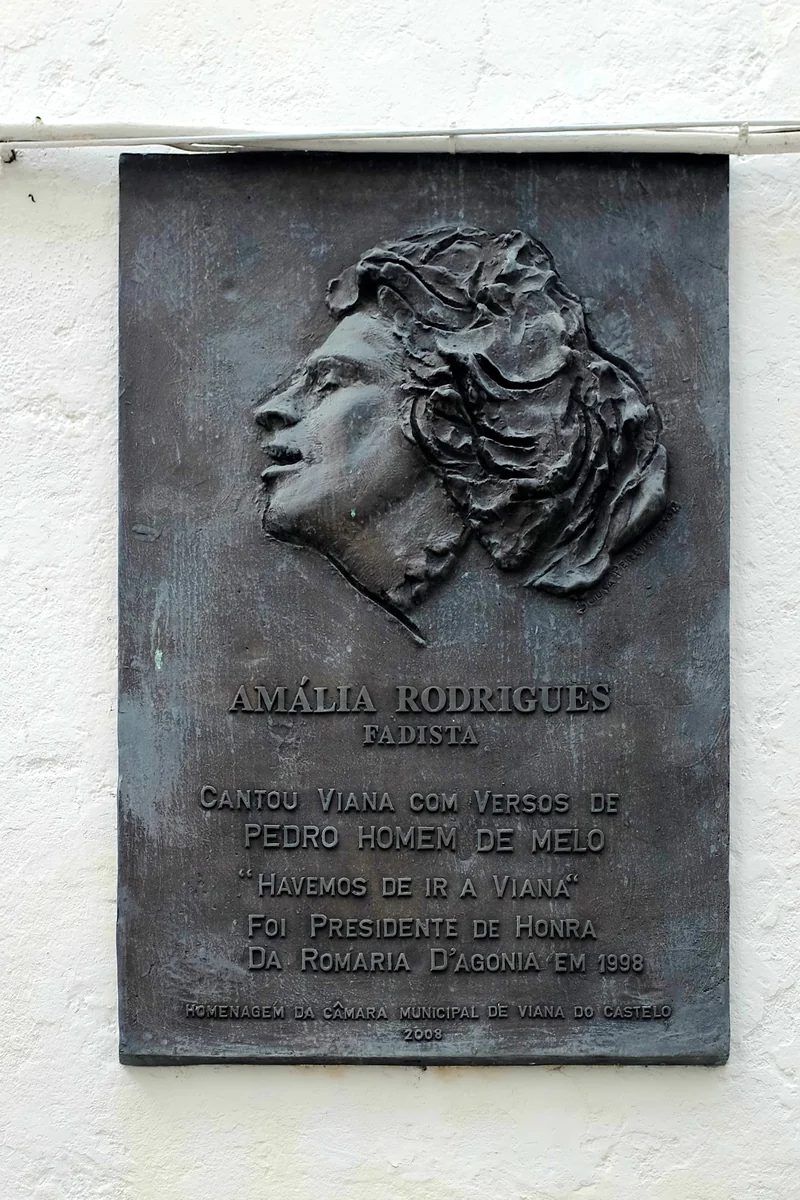 AMÁLIA RODRIGUES
FADISTA
CANTOU VIANA COM VERSOS DE
PEDRO HOMEM DE MELO
“HAVEMOS DE IR A VIANA“
FOI PRESIDENTE DE HONRA
DA ROMARIA D'AGONIA EM 1998
HOMENAGEM DA CÂMARA MUNICIPAL DE VIANA DO CASTELO
2008